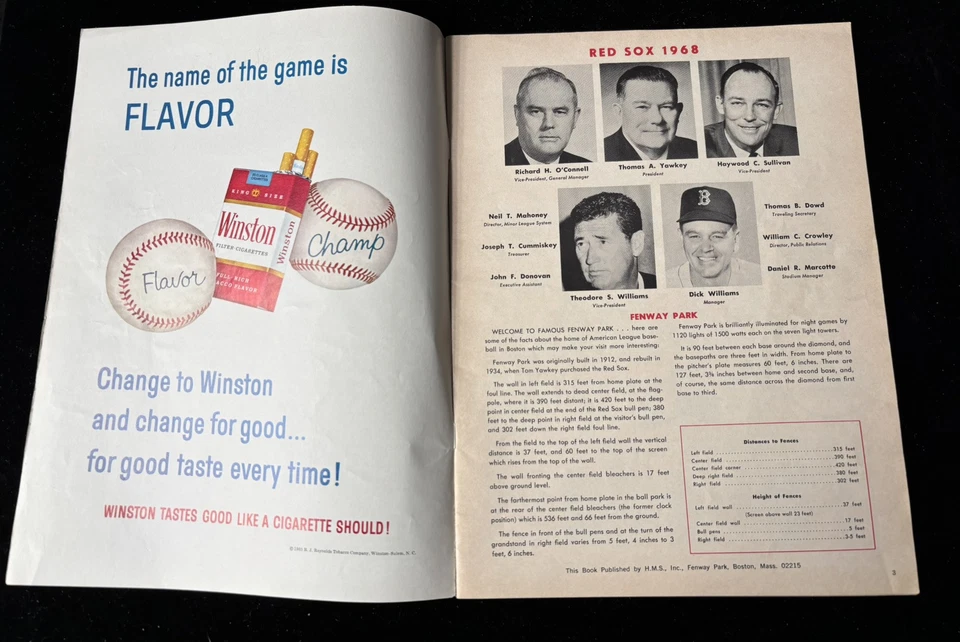 The name of the game is
FLAVOR
KING SIZE
Winston
FILTER-CIGARETTES
Winston
FULL·RICH
TOBACCO FLAVOR
Flavor
Champ
Change to Winston
and change for good...
for good taste every time!
WINSTON TASTES GOOD LIKE A CIGARETTE SHOULD!
R. J. Reynolds Tobacco Company, Winston-Salem, N. C.
RED SOX 1968
Richard H. O'Connell
Vice-President, General Manager
Thomas A. Yawkey
President
Haywood C. Sullivan
Vice-President
Neil T. Mahoney
Director, Minor League System
Joseph T. Cummiskey
Treasurer
John F. Donovan
Executive Assistant
Theodore S. Williams
Vice-President
B
Dick Williams
Manager
Thomas B. Dowd
Traveling Secretary
William C. Crowley
Director, Public Relations
Daniel R. Marcotte
Stadium Manager
FENWAY PARK
WELCOME TO FAMOUS FENWAY PARK . . . here are
some of the facts about the home of American League base-
ball in Boston which may make your visit more interesting:
Fenway Park was originally built in 1912, and rebuilt in
1934, when Tom Yawkey purchased the Red Sox.
The wall in left field is 315 feet from home plate at the
foul line. The wall extends to dead center field, at the flag-
pole, where it is 390 feet distant; it is 420 feet to the deep
point in center field at the end of the Red Sox bull pen; 380
feet to the deep point in right field at the visitor's bull pen,
and 302 feet down the right field foul line.
From the field to the top of the left field wall the vertical
distance is 37 feet, and 60 feet to the top of the screen
which rises from the top of the wall.
The wall fronting the center field bleachers is 17 feet
above ground level.
The farthermost point from home plate in the ball park is
at the rear of the center field bleachers (the former clock
position) which is 536 feet and 66 feet from the ground.
The fence in front of the bull pens and at the turn of the
grandstand in right field varies from 5 feet, 4 inches to 3
feet, 6 inches.
Fenway Park is brilliantly illuminated for night games by
1120 lights of 1500 watts each on the seven light towers.
It is 90 feet between each base around the diamond, and
the basepaths are three feet in width. From home plate to
the pitcher's plate measures 60 feet, 6 inches. There are
127 feet, 3⅜ inches between home and second base, and,
of course, the same distance across the diamond from first
base to third.
Distances to Fences
Left field ........ 315 feet
Center field ........ 390 feet
Center field corner ........ 420 feet
Deep right field ........ 380 feet
Right field ........ 302 feet
Height of Fences
Left field wall ........ 37 feet
(Screen above wall 23 feet)
Center field wall ........ 17 feet
Bull pens ........ 5 feet
Right field ........ 3-5 feet
This Book Published by H.M.S., Inc., Fenway Park, Boston, Mass. 02215
3